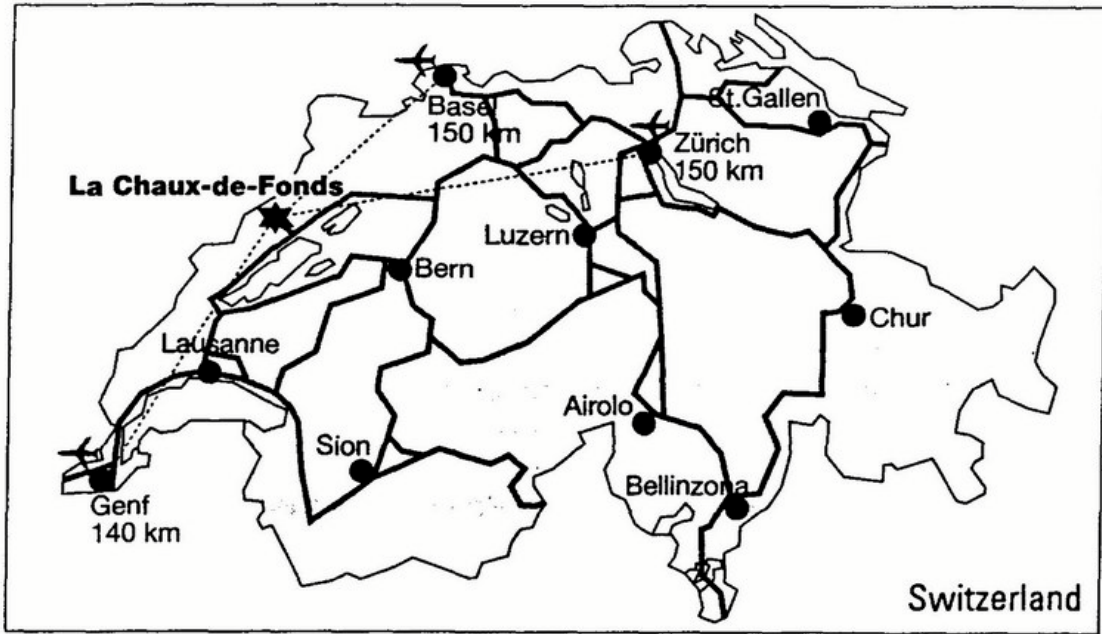 Basel
150 km
St.Gallen
Zürich
150 km
La Chaux-de-Fonds
Luzern
Bern
Chur
Lausanne
Airolo
Sion
Bellinzona
Genf
140 km
Switzerland